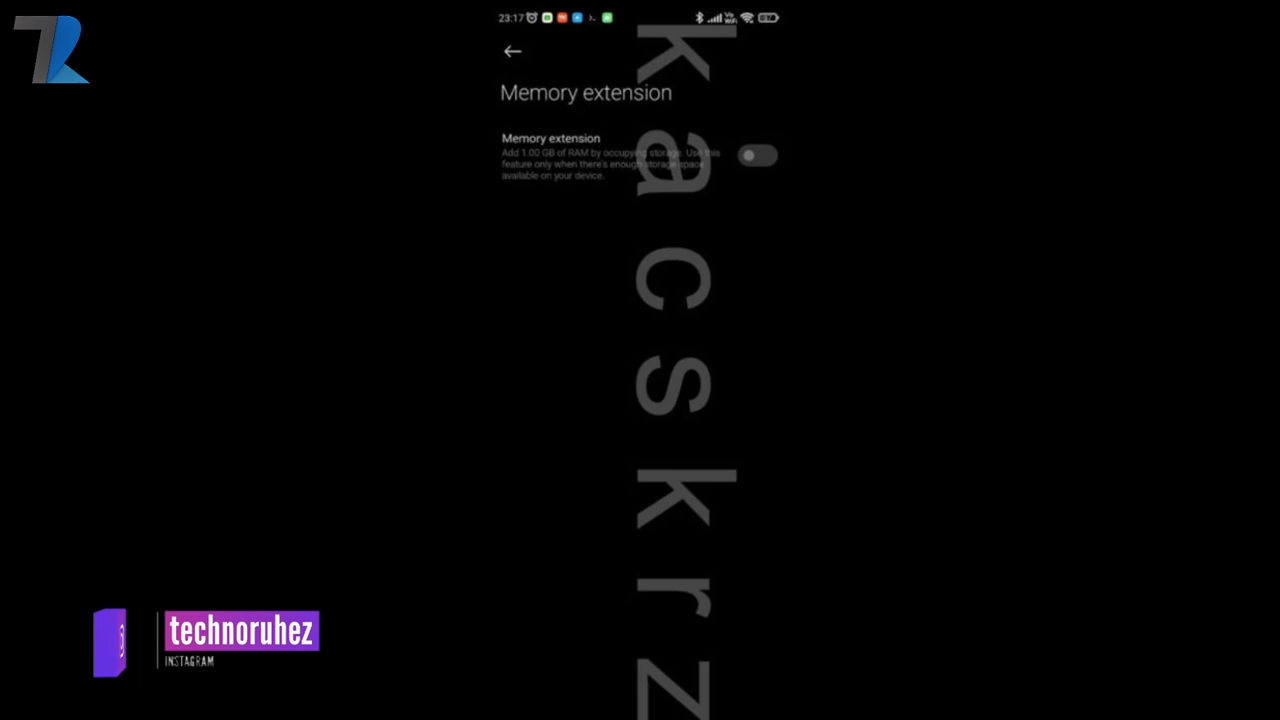 23:17
Memory extension
Memory extension
Add 1.00 GB of RAM by occupying storage. Use this
feature only when there's enough storage space
available on your device.
kacskrz
technoruhez
INSTAGRAM